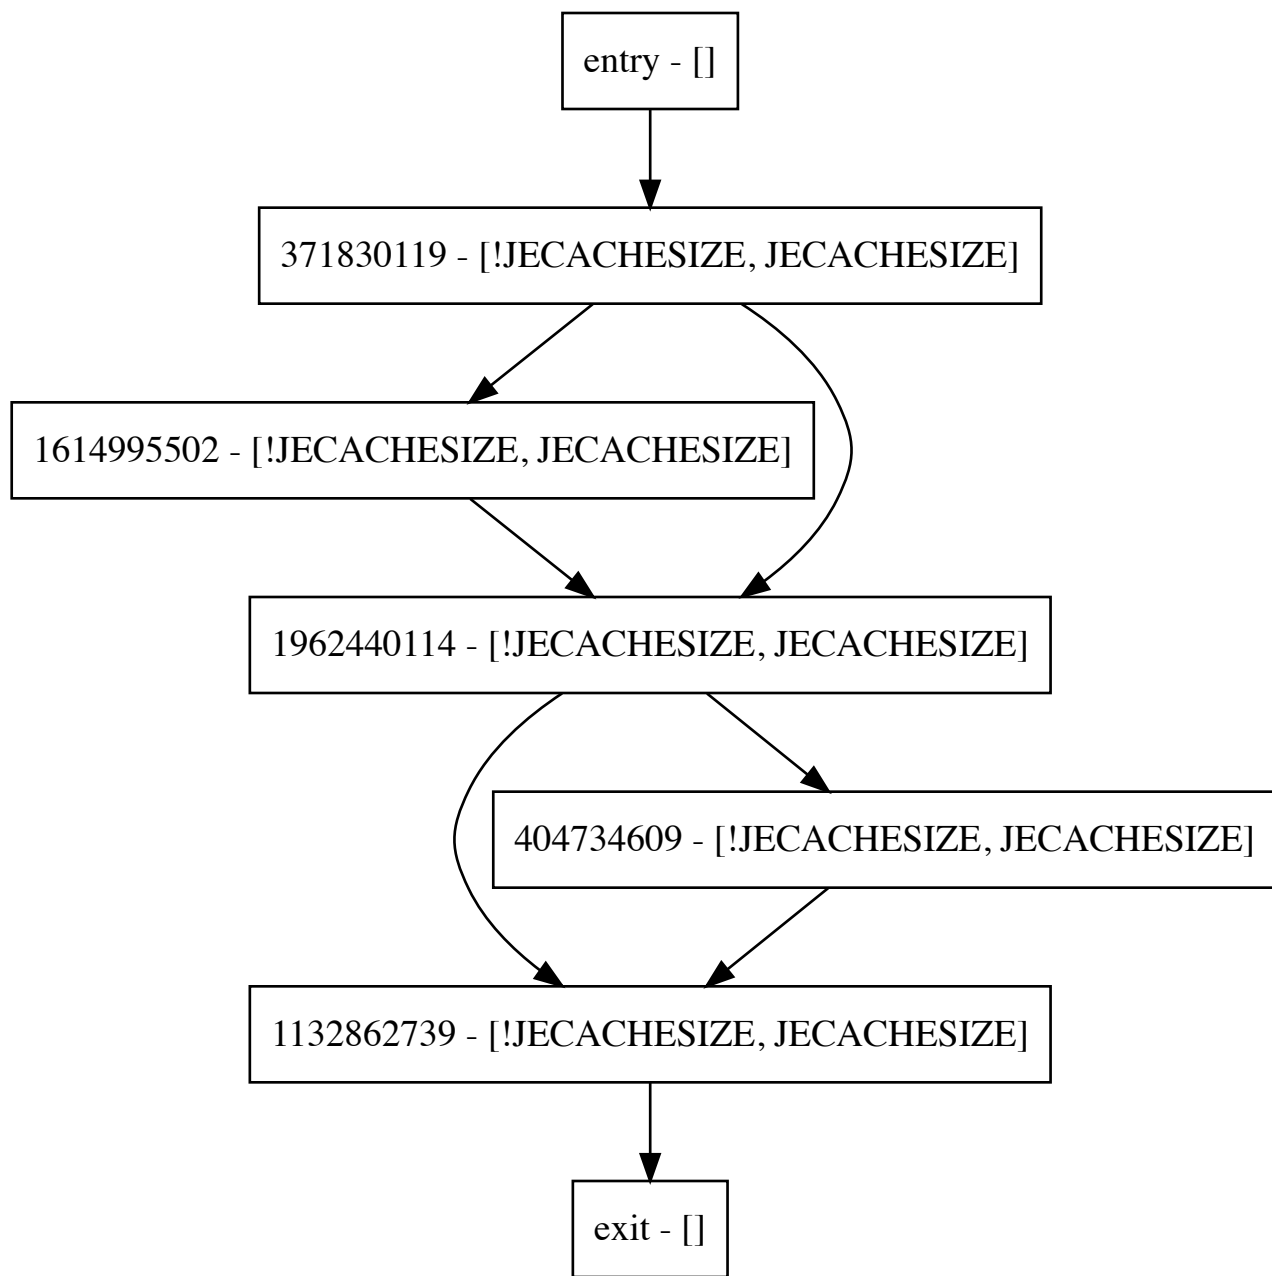 entry - []
371830119 - [!JECACHESIZE, JECACHESIZE]
1614995502 - [!JECACHESIZE, JECACHESIZE]
1962440114 - [!JECACHESIZE, JECACHESIZE]
404734609 - [!JECACHESIZE, JECACHESIZE]
1132862739 - [!JECACHESIZE, JECACHESIZE]
exit - []